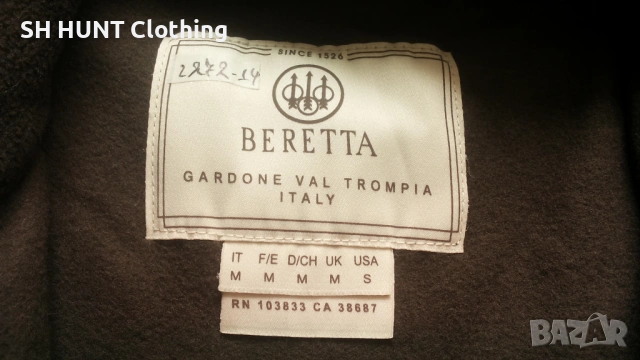 SH HUNT Clothing
2272-14
SINCE 1526
BERETTA
GARDONE VAL TROMPIA
ITALY
IT F/E D/CH UK USA
M M M M S
RN 103833 CA 38687
BAZAR